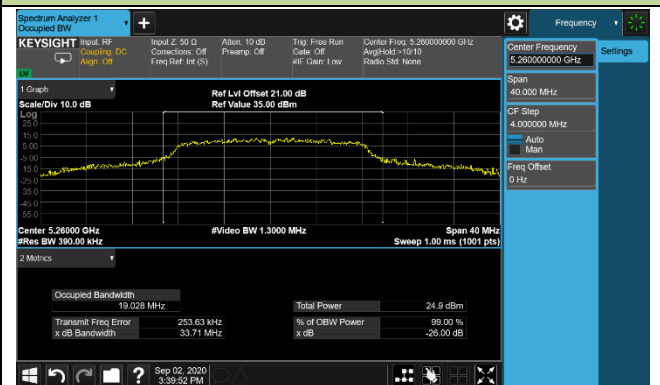 Spectrum Analyzer 1
Occupied BW
Frequency
KEYSIGHT
Input: RF
Coupling: DC
Align: Off
Input Z: 50 Ω
Corrections: Off
Freq Ref: Int (S)
Atten: 10 dB
Preamp: Off
Trig: Free Run
Gate: Off
#IF Gain: Low
Center Freq: 5.260000000 GHz
Avg|Hold:>10/10
Radio Std: None
Center Frequency
5.260000000 GHz
Settings
Span
40.000 MHz
CF Step
4.000000 MHz
Auto
Man
Freq Offset
0 Hz
1 Graph
Scale/Div 10.0 dB
Ref Lvl Offset 21.00 dB
Ref Value 35.00 dBm
Log
25.0
15.0
5.00
-5.00
-15.0
-25.0
-35.0
-45.0
-55.0
Center 5.26000 GHz
#Res BW 390.00 kHz
#Video BW 1.3000 MHz
Span 40 MHz
Sweep 1.00 ms (1001 pts)
2 Metrics
Occupied Bandwidth
19.028 MHz
Total Power 24.9 dBm
Transmit Freq Error 253.63 kHz
% of OBW Power 99.00 %
x dB Bandwidth 33.71 MHz
x dB -26.00 dB
Sep 02, 2020
3:39:52 PM